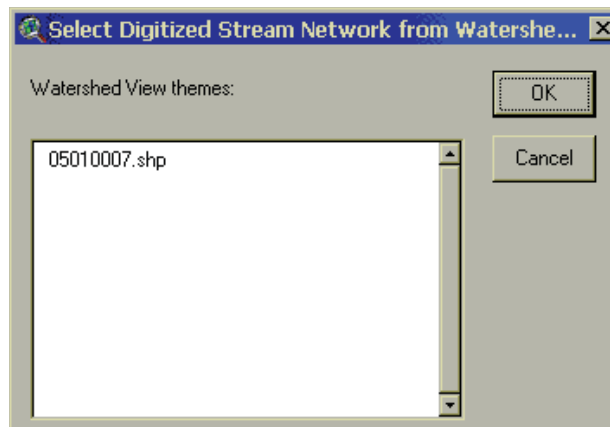 Select Digitized Stream Network from Watershe...
Watershed View themes:
OK
05010007.shp
Cancel